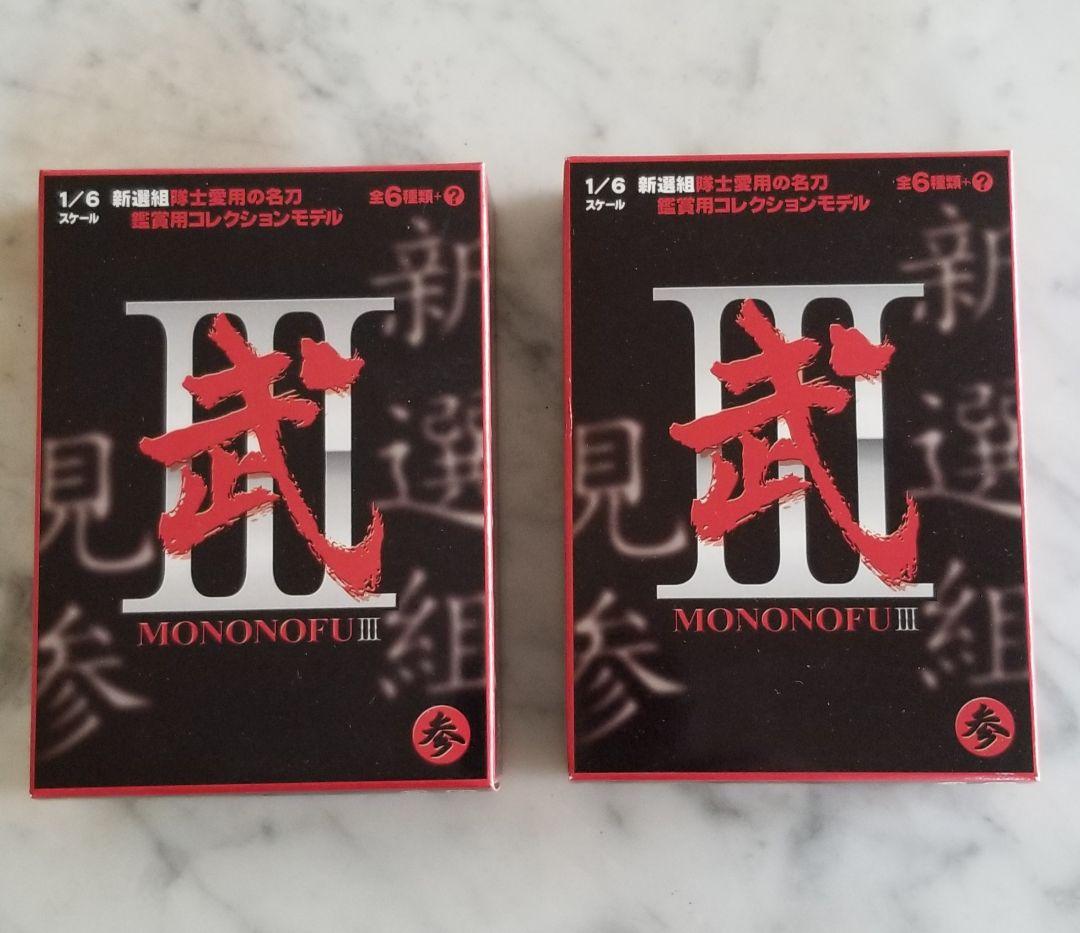 1/6 新選組隊士愛用の名刀 全6種類+?
スケール 鑑賞用コレクションモデル
新選組
見参
III
武
MONONOFU III
参
1/6 新選組隊士愛用の名刀 全6種類+?
スケール 鑑賞用コレクションモデル
新選組
見参
III
武
MONONOFU III
参